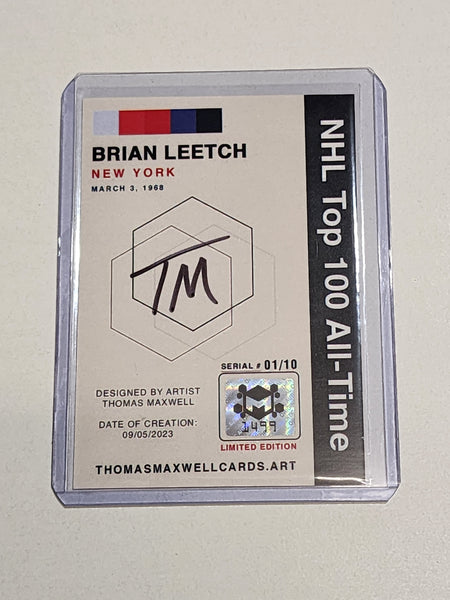 BRIAN LEETCH
NEW YORK
MARCH 3, 1968
TM
SERIAL # 01/10
1499
LIMITED EDITION
DESIGNED BY ARTIST
THOMAS MAXWELL
DATE OF CREATION:
09/05/2023
THOMASMAXWELLCARDS.ART
NHL Top 100 All-Time